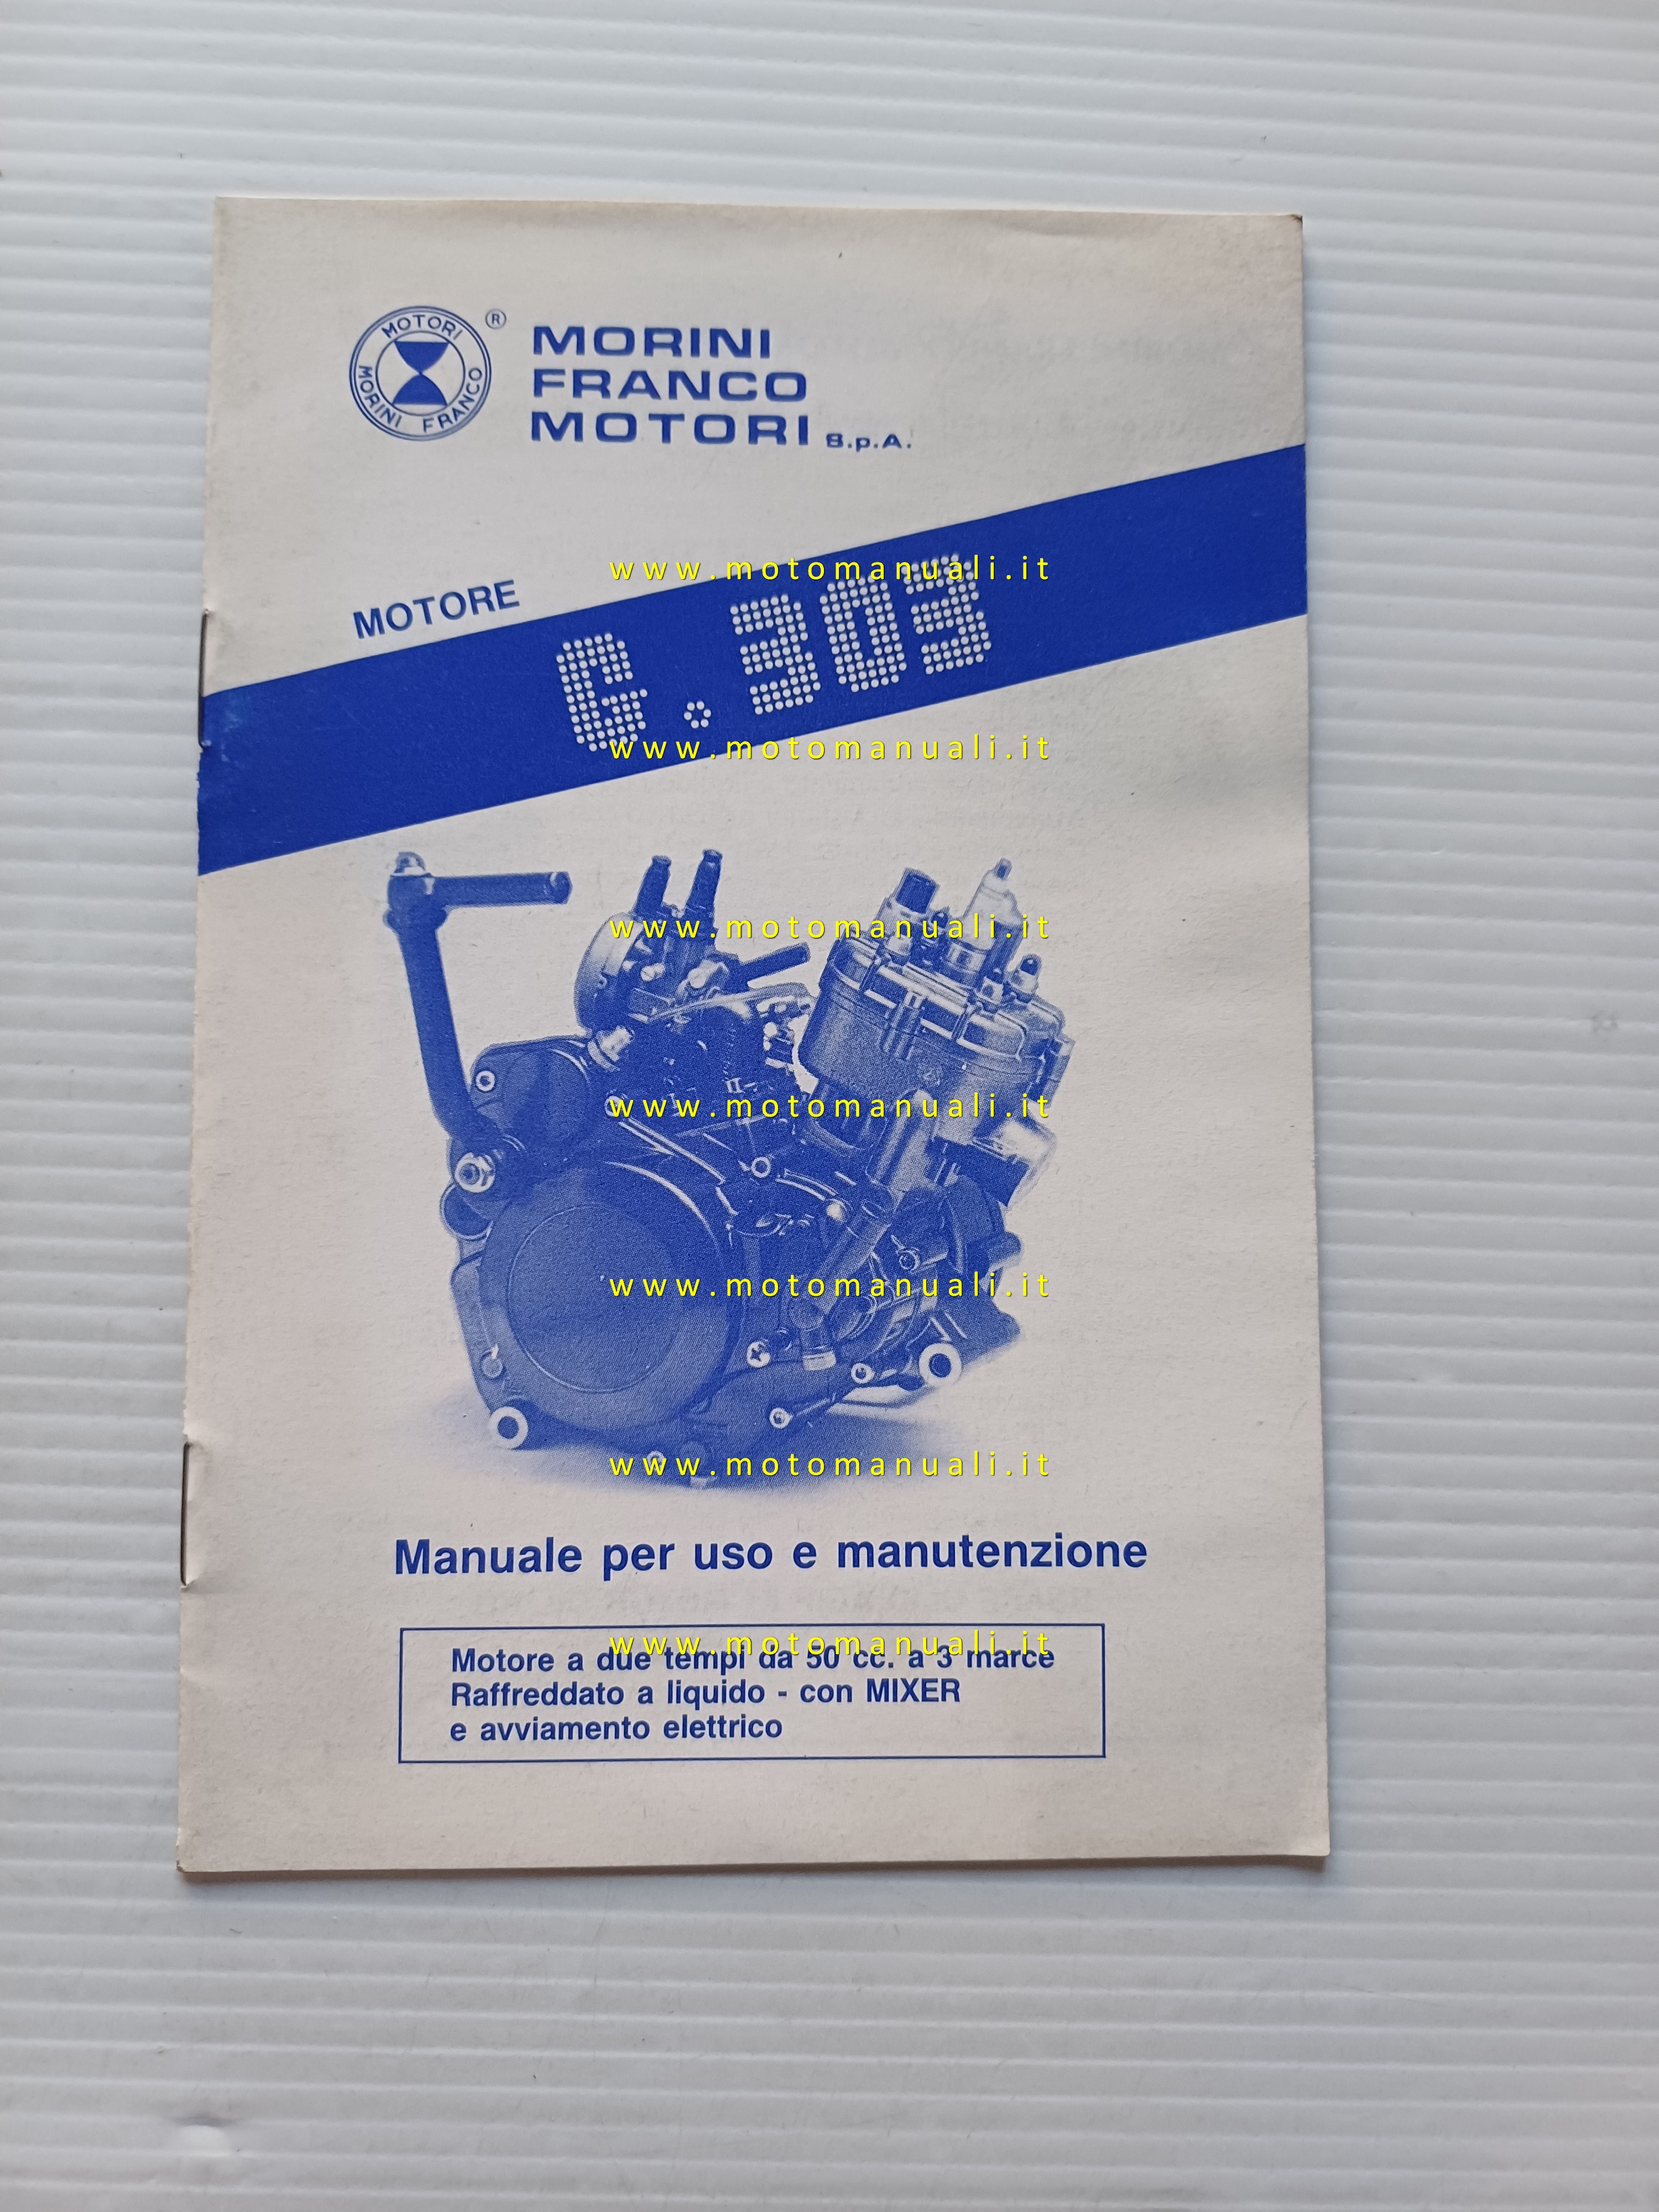 MOTORI
MORINI FRANCO
®
MORINI
FRANCO
MOTORI S.p.A.
MOTORE
www.motomanuali.it
G.303
www.motomanuali.it
www.motomanuali.it
www.motomanuali.it
www.motomanuali.it
www.motomanuali.it
Manuale per uso e manutenzione
www.motomanuali.it
Motore a due tempi da 50 cc. a 3 marce
Raffreddato a liquido - con MIXER
e avviamento elettrico